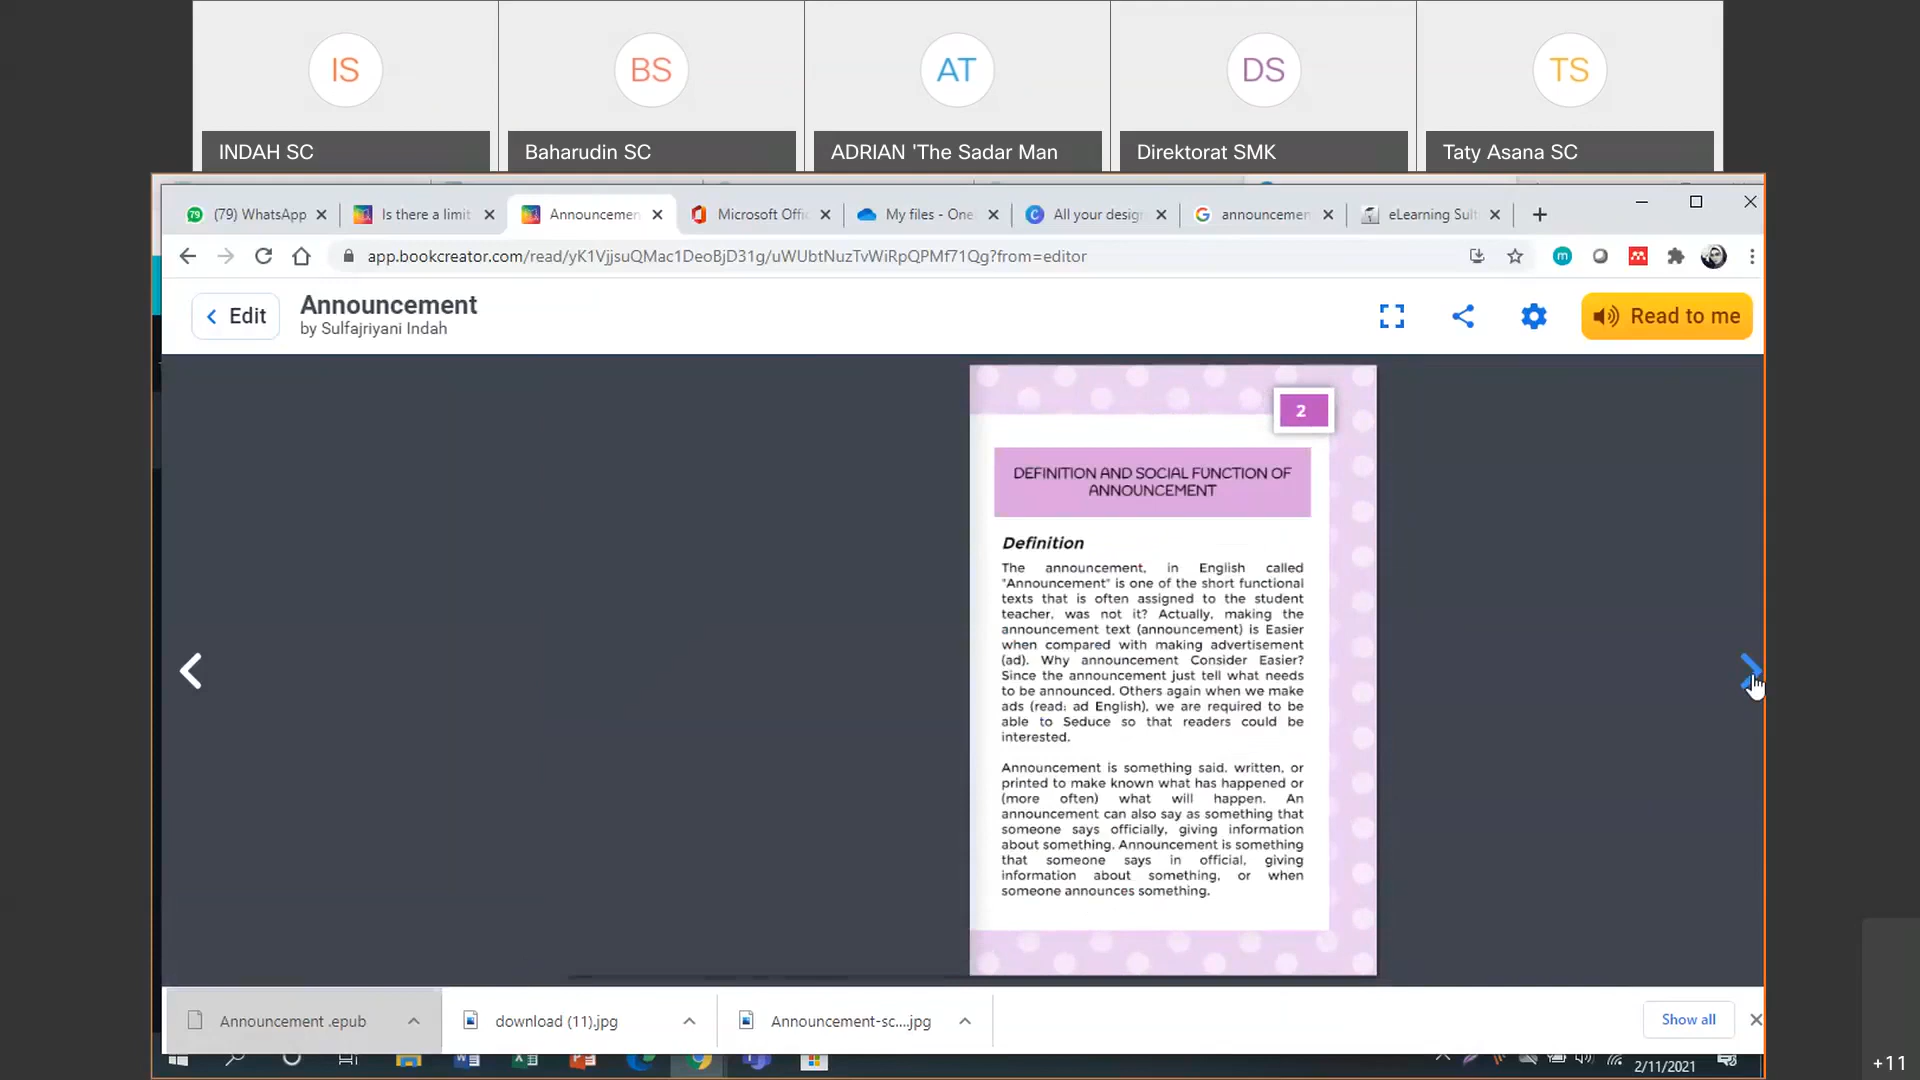 IS
BS
AT
DS
TS
INDAH SC
Baharudin SC
ADRIAN 'The Sadar Man
Direktorat SMK
Taty Asana SC
79 (79) WhatsApp
Is there a limit
Announcemen
Microsoft Offi
My files - One
C All your desig
G announcemen
eLearning Sult
app.bookcreator.com/read/yK1VjjsuQMac1DeoBjD31g/uWUbtNuzTvWiRpQPMf71Qg?from=editor
m
Edit
Announcement
by Sulfajriyani Indah
Read to me
2
DEFINITION AND SOCIAL FUNCTION OF
ANNOUNCEMENT
Definition
The announcement, in English called
"Announcement" is one of the short functional
texts that is often assigned to the student
teacher, was not it? Actually, making the
announcement text (announcement) is Easier
when compared with making advertisement
(ad). Why announcement Consider Easier?
Since the announcement just tell what needs
to be announced. Others again when we make
ads (read: ad English), we are required to be
able to Seduce so that readers could be
interested.
Announcement is something said, written, or
printed to make known what has happened or
(more often) what will happen. An
announcement can also say as something that
someone says officially, giving information
about something. Announcement is something
that someone says in official, giving
information about something, or when
someone announces something.
Announcement .epub
download (11).jpg
Announcement-sc....jpg
Show all
2/11/2021
+11